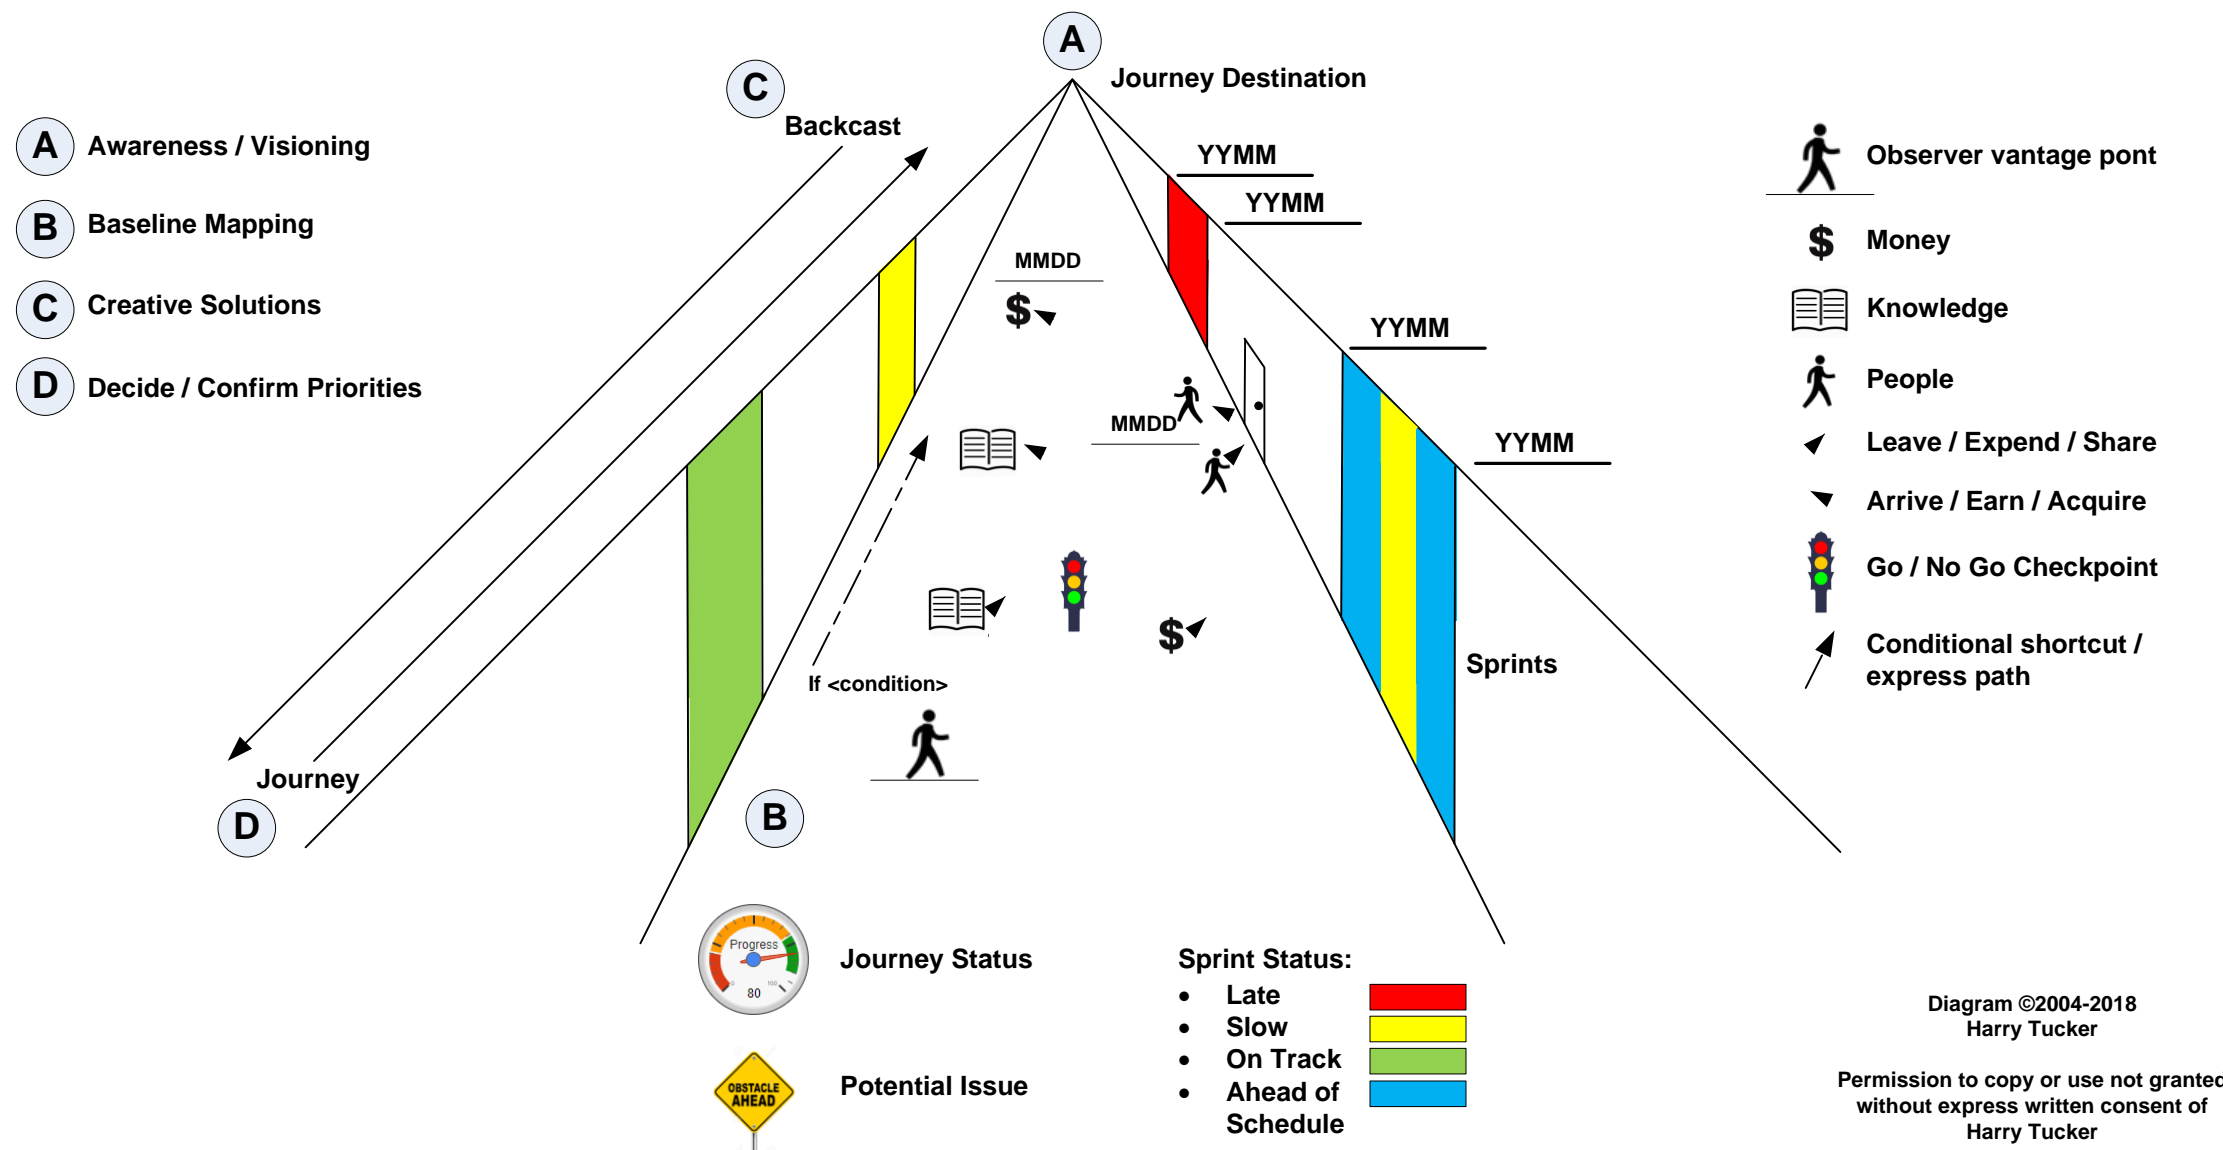 A
Journey Destination
C
Backcast
A Awareness / Visioning
B Baseline Mapping
C Creative Solutions
D Decide / Confirm Priorities
YYMM
YYMM
YYMM
YYMM
MMDD
$
MMDD
$
If <condition>
Sprints
Journey
D
B
Observer vantage pont
$ Money
Knowledge
People
Leave / Expend / Share
Arrive / Earn / Acquire
Go / No Go Checkpoint
Conditional shortcut /
express path
Progress
0
100
80
Journey Status
OBSTACLE
AHEAD
Potential Issue
Sprint Status:
• Late
• Slow
• On Track
• Ahead of
Schedule
Diagram ©2004-2018
Harry Tucker
Permission to copy or use not granted
without express written consent of
Harry Tucker